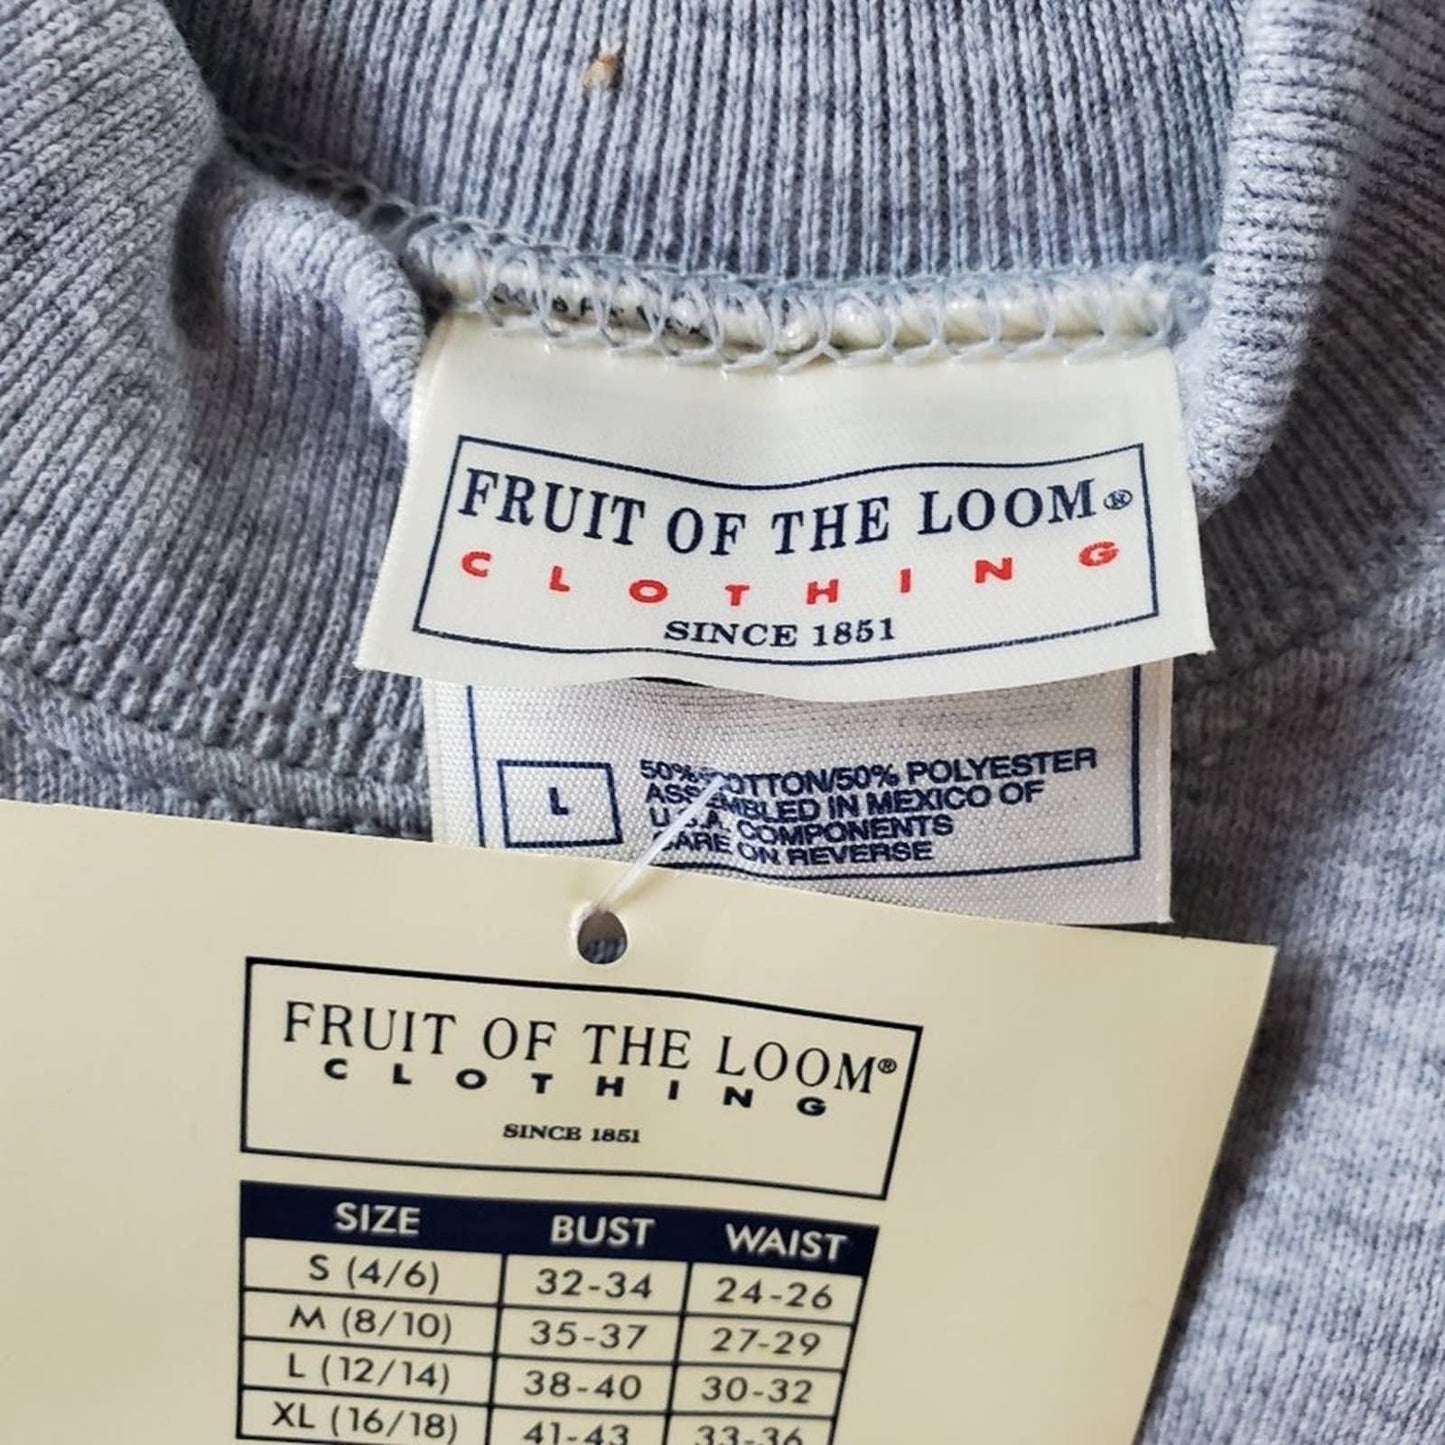 FRUIT OF THE LOOM®
CLOTHING
SINCE 1851
L
50% COTTON/50% POLYESTER
ASSEMBLED IN MEXICO OF
U.S.A. COMPONENTS
CARE ON REVERSE
FRUIT OF THE LOOM®
CLOTHING
SINCE 1851
SIZE BUST WAIST
S (4/6) 32-34 24-26
M (8/10) 35-37 27-29
L (12/14) 38-40 30-32
XL (16/18) 41-43 33-36